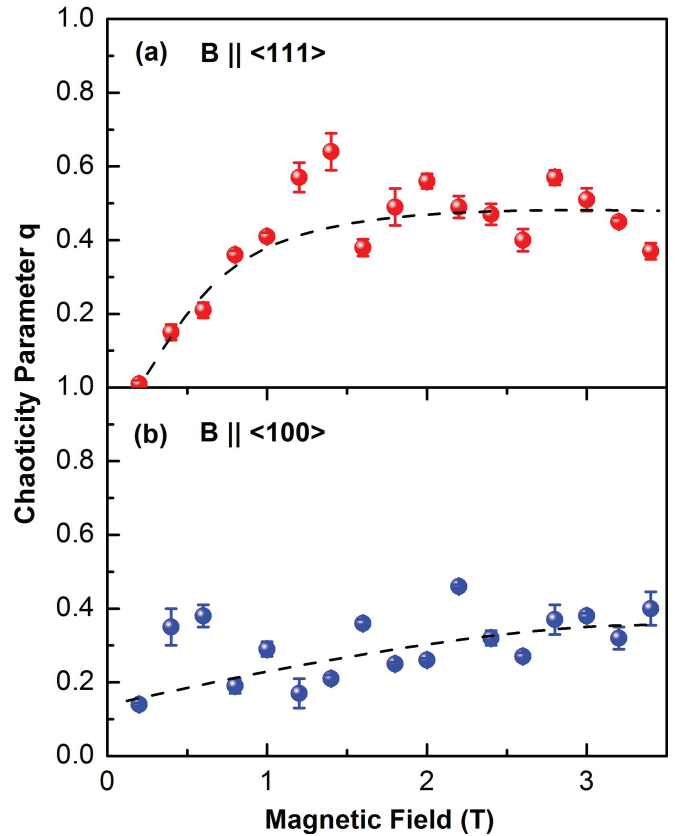 1.0
(a) B || <111>
0.8
0.6
0.4
0.2
1.0
(b) B || <100>
0.8
0.6
0.4
0.2
0.0
0 1 2 3
Magnetic Field (T)
Chaoticity Parameter q